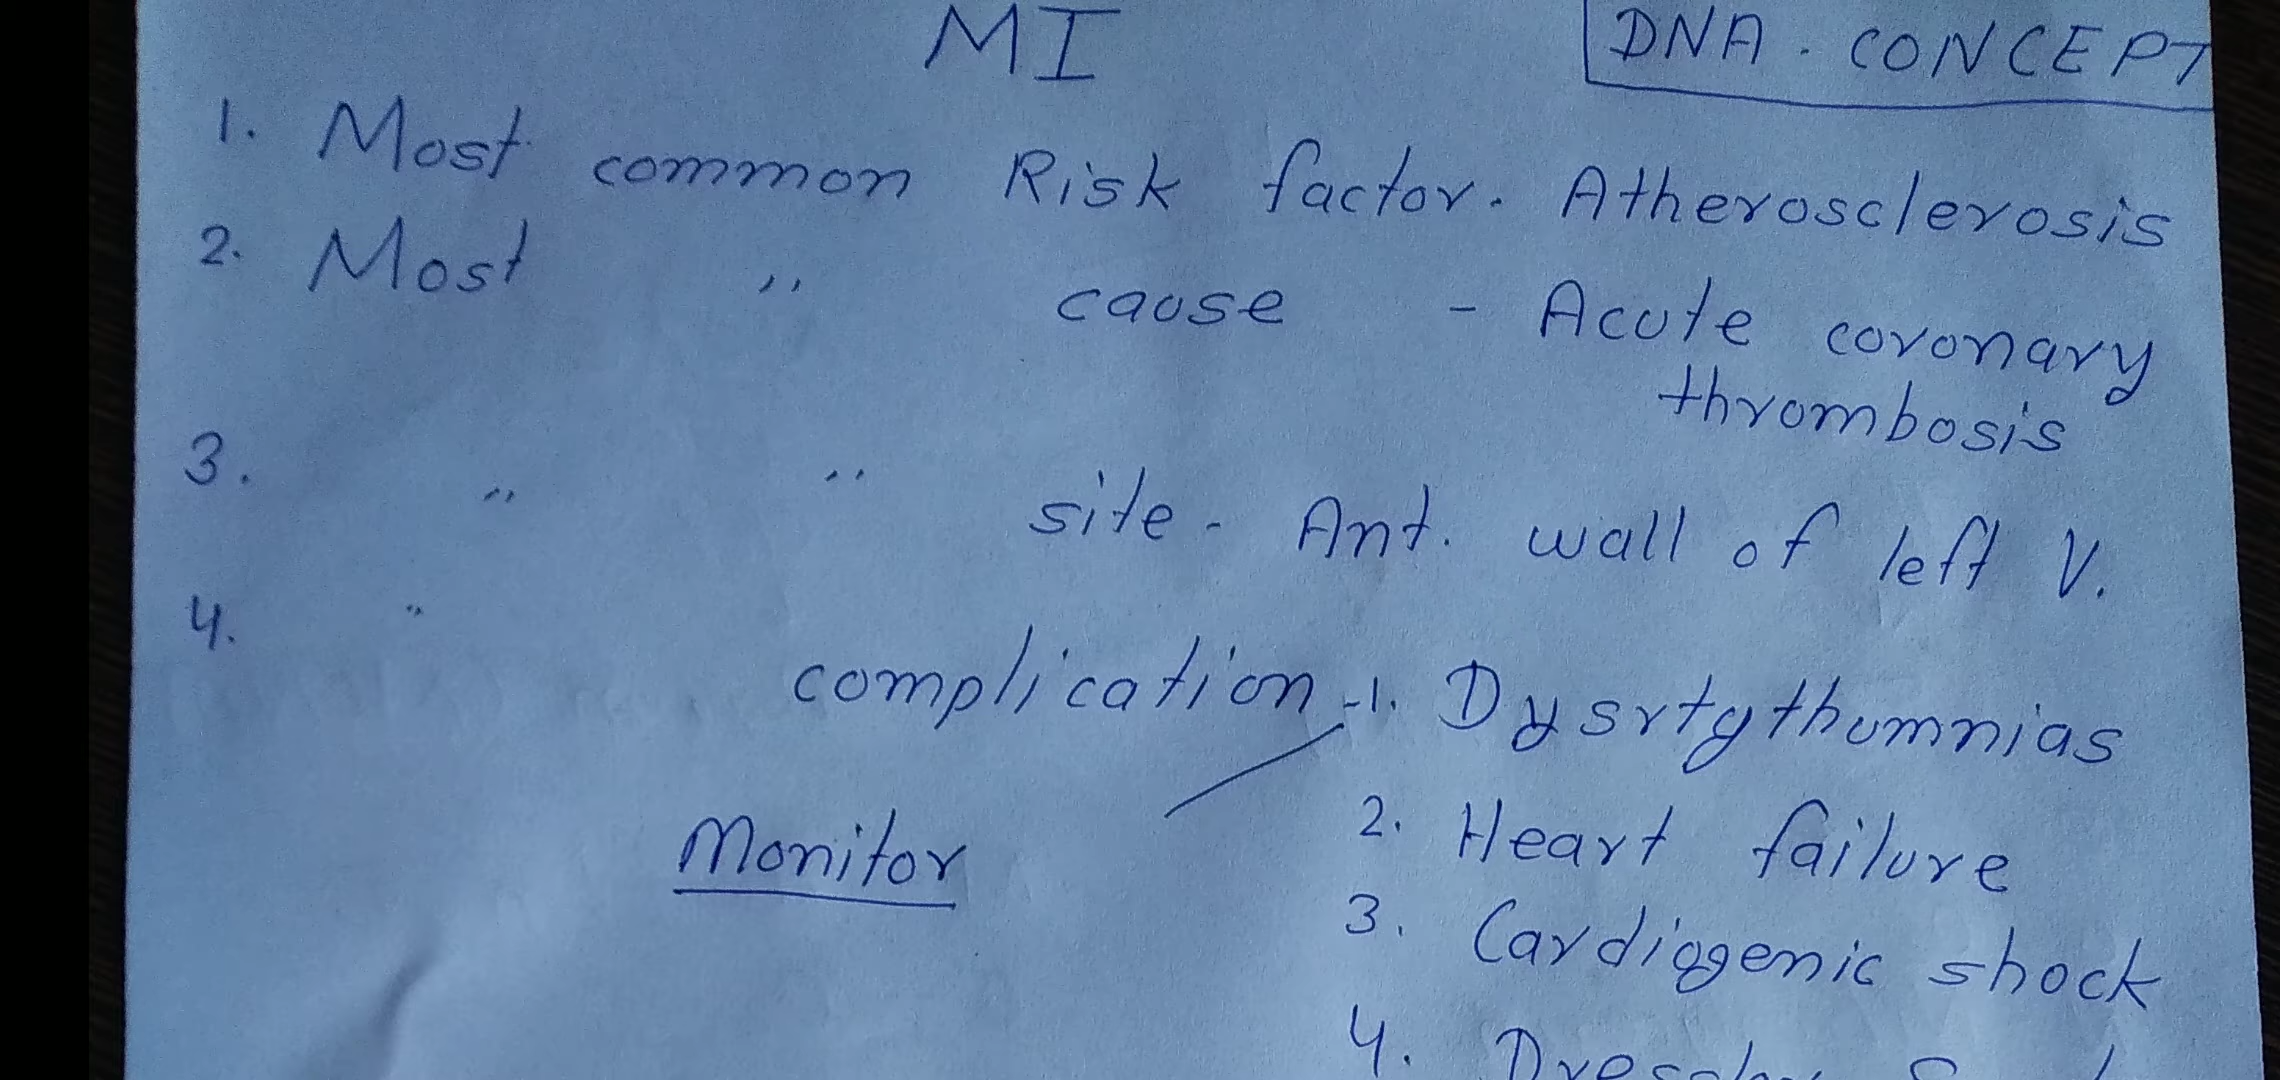 MI
DNA. CONCEPT
1. Most common Risk factor. Atherosclerosis
2. Most " cause - Acute coronary
thrombosis
3. " " site - Ant. wall of left V.
4. " complication -1. Dysrtythumnias
Monitor
2. Heart failure
3. Cardiogenic shock
4.